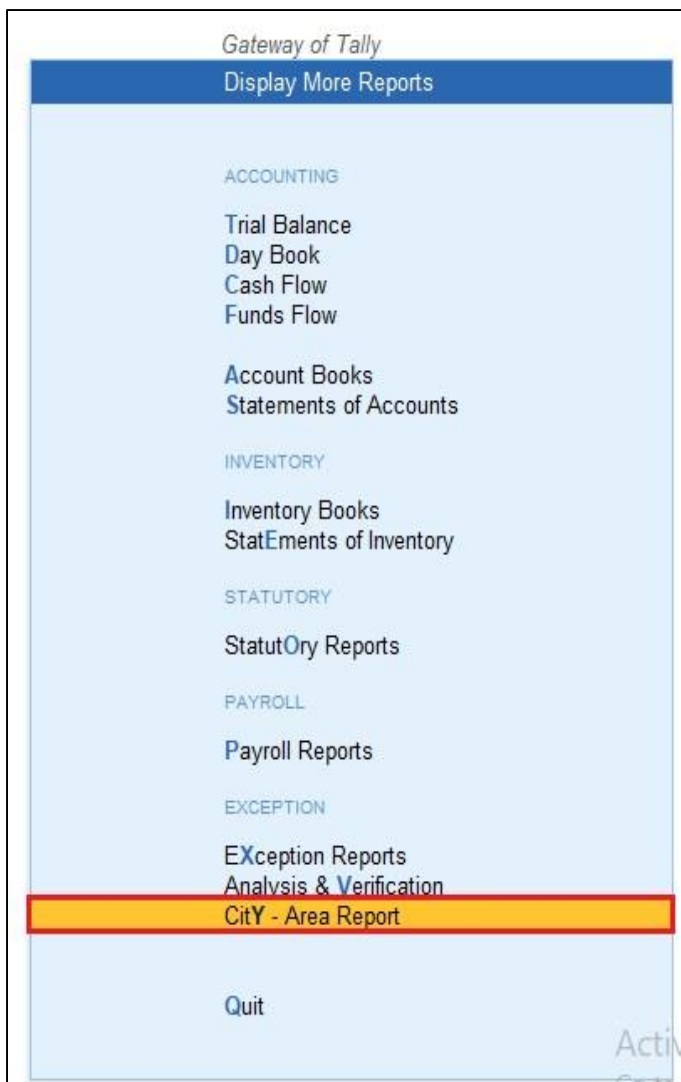 Gateway of Tally
Display More Reports
ACCOUNTING
Trial Balance
Day Book
Cash Flow
Funds Flow
Account Books
Statements of Accounts
INVENTORY
Inventory Books
StatEments of Inventory
STATUTORY
StatutOry Reports
PAYROLL
Payroll Reports
EXCEPTION
EXception Reports
Analysis & Verification
CitY - Area Report
Quit